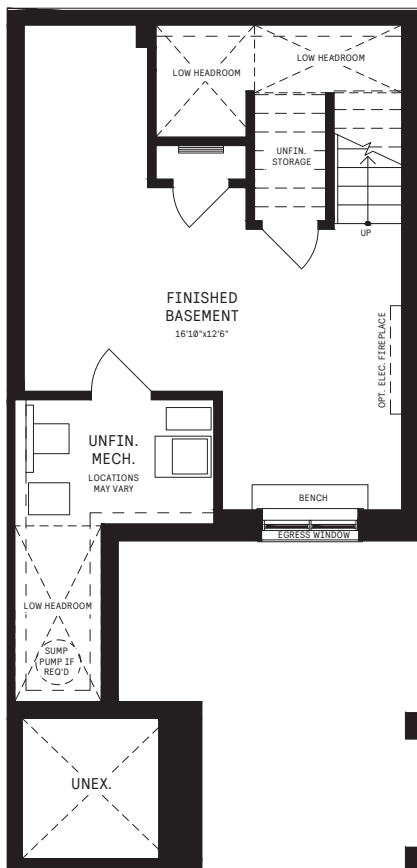 LOW HEADROOM
LOW HEADROOM
UNFIN.
STORAGE
UP
FINISHED
BASEMENT
16'10"x12'6"
OPT. ELEC. FIREPLACE
UNFIN.
MECH.
LOCATIONS
MAY VARY
BENCH
EGRESS WINDOW
LOW HEADROOM
SUMP
PUMP IF
REQ'D
UNEX.